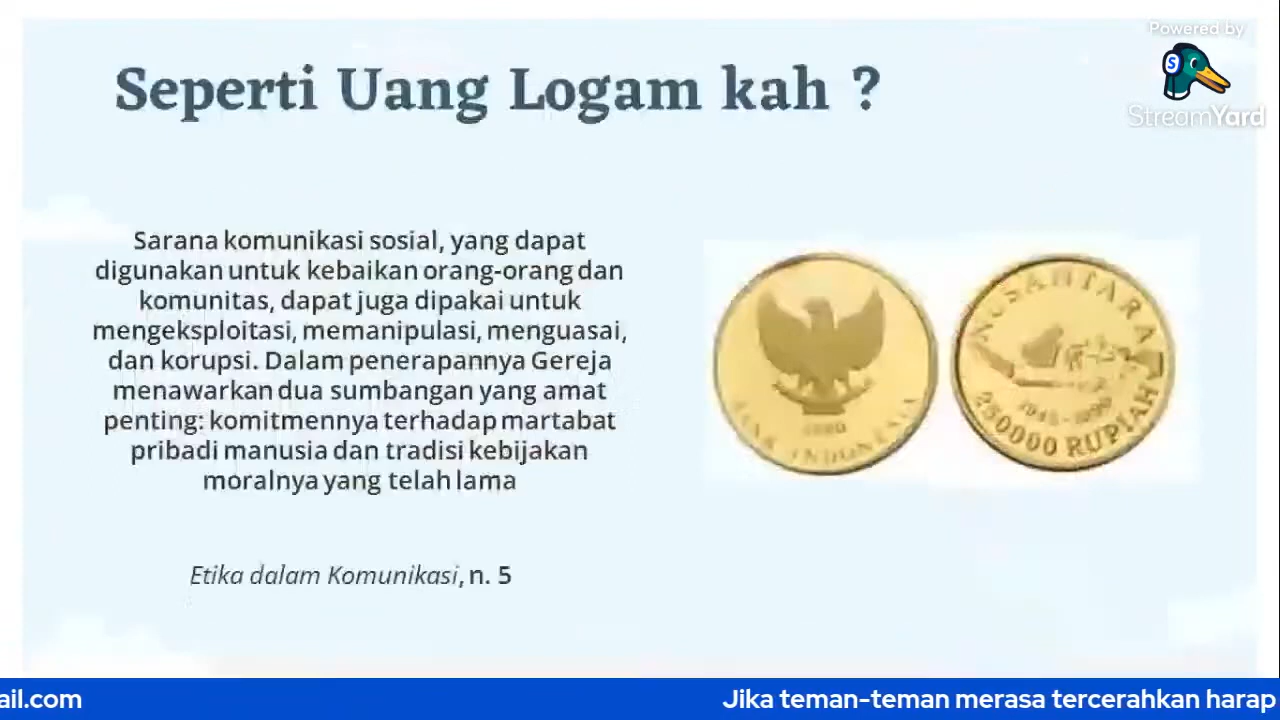 Powered by
StreamYard
Seperti Uang Logam kah ?
Sarana komunikasi sosial, yang dapat
digunakan untuk kebaikan orang-orang dan
komunitas, dapat juga dipakai untuk
mengeksploitasi, memanipulasi, menguasai,
dan korupsi. Dalam penerapannya Gereja
menawarkan dua sumbangan yang amat
penting: komitmennya terhadap martabat
pribadi manusia dan tradisi kebijakan
moralnya yang telah lama
Etika dalam Komunikasi, n. 5
BANK INDONESIA
NUSANTARA
250000 RUPIAH
ail.com
Jika teman-teman merasa tercerahkan harap